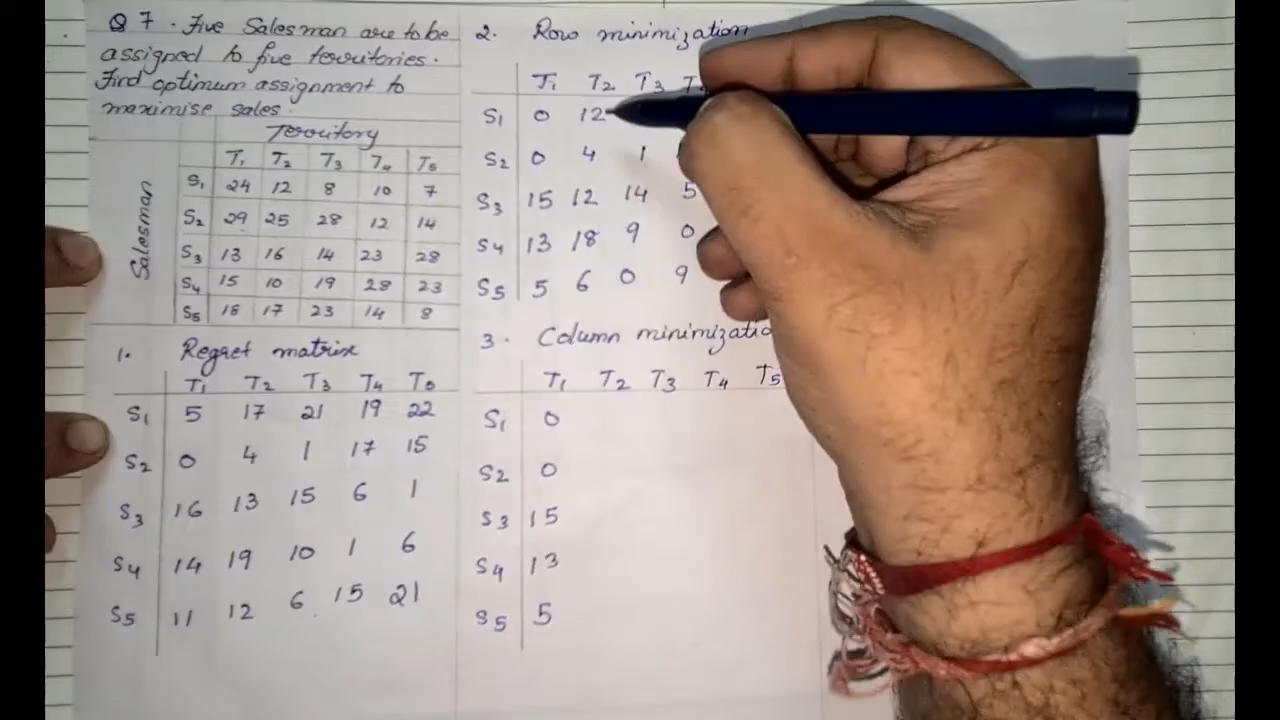 Q 7. Five Salesman are to be
assigned to five territories.
Find optimum assignment to
maximise sales.
Territory
Salesman
T1 T2 T3 T4 T5
S1 24 12 8 10 7
S2 29 25 28 12 14
S3 13 16 14 23 28
S4 15 10 19 28 23
S5 18 17 23 14 8
1. Regret matrix
T1 T2 T3 T4 T5
S1 5 17 21 19 22
S2 0 4 1 17 15
S3 16 13 15 6 1
S4 14 19 10 1 6
S5 11 12 6 15 21
2. Row minimization
T1 T2 T3
S1 0 12
S2 0 4 1
S3 15 12 14 5
S4 13 18 9 0
S5 5 6 0 9
3. Column
T1 T2 T3 T4 T5
S1 0
S2 0
S3 15
S4 13
S5 5